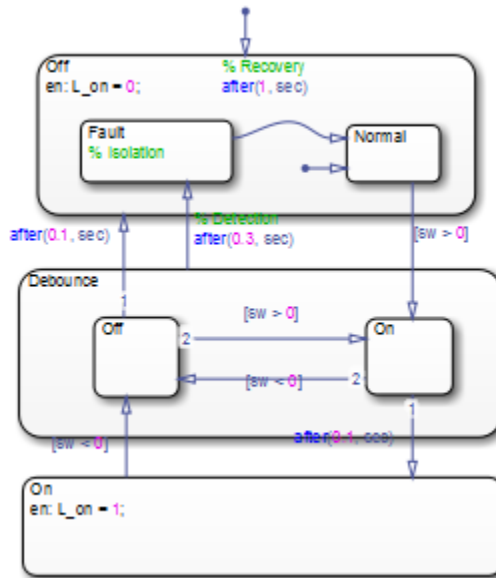 Off
en: L_on = 0;
% Recovery
after(1, sec)
Fault
% Isolation
Normal
after(0.1, sec)
% Detection
after(0.3, sec)
[sw > 0]
Debounce
1
Off
[sw > 0]
On
2
[sw < 0]
2
1
[sw < 0]
after(0.1, sec)
On
en: L_on = 1;